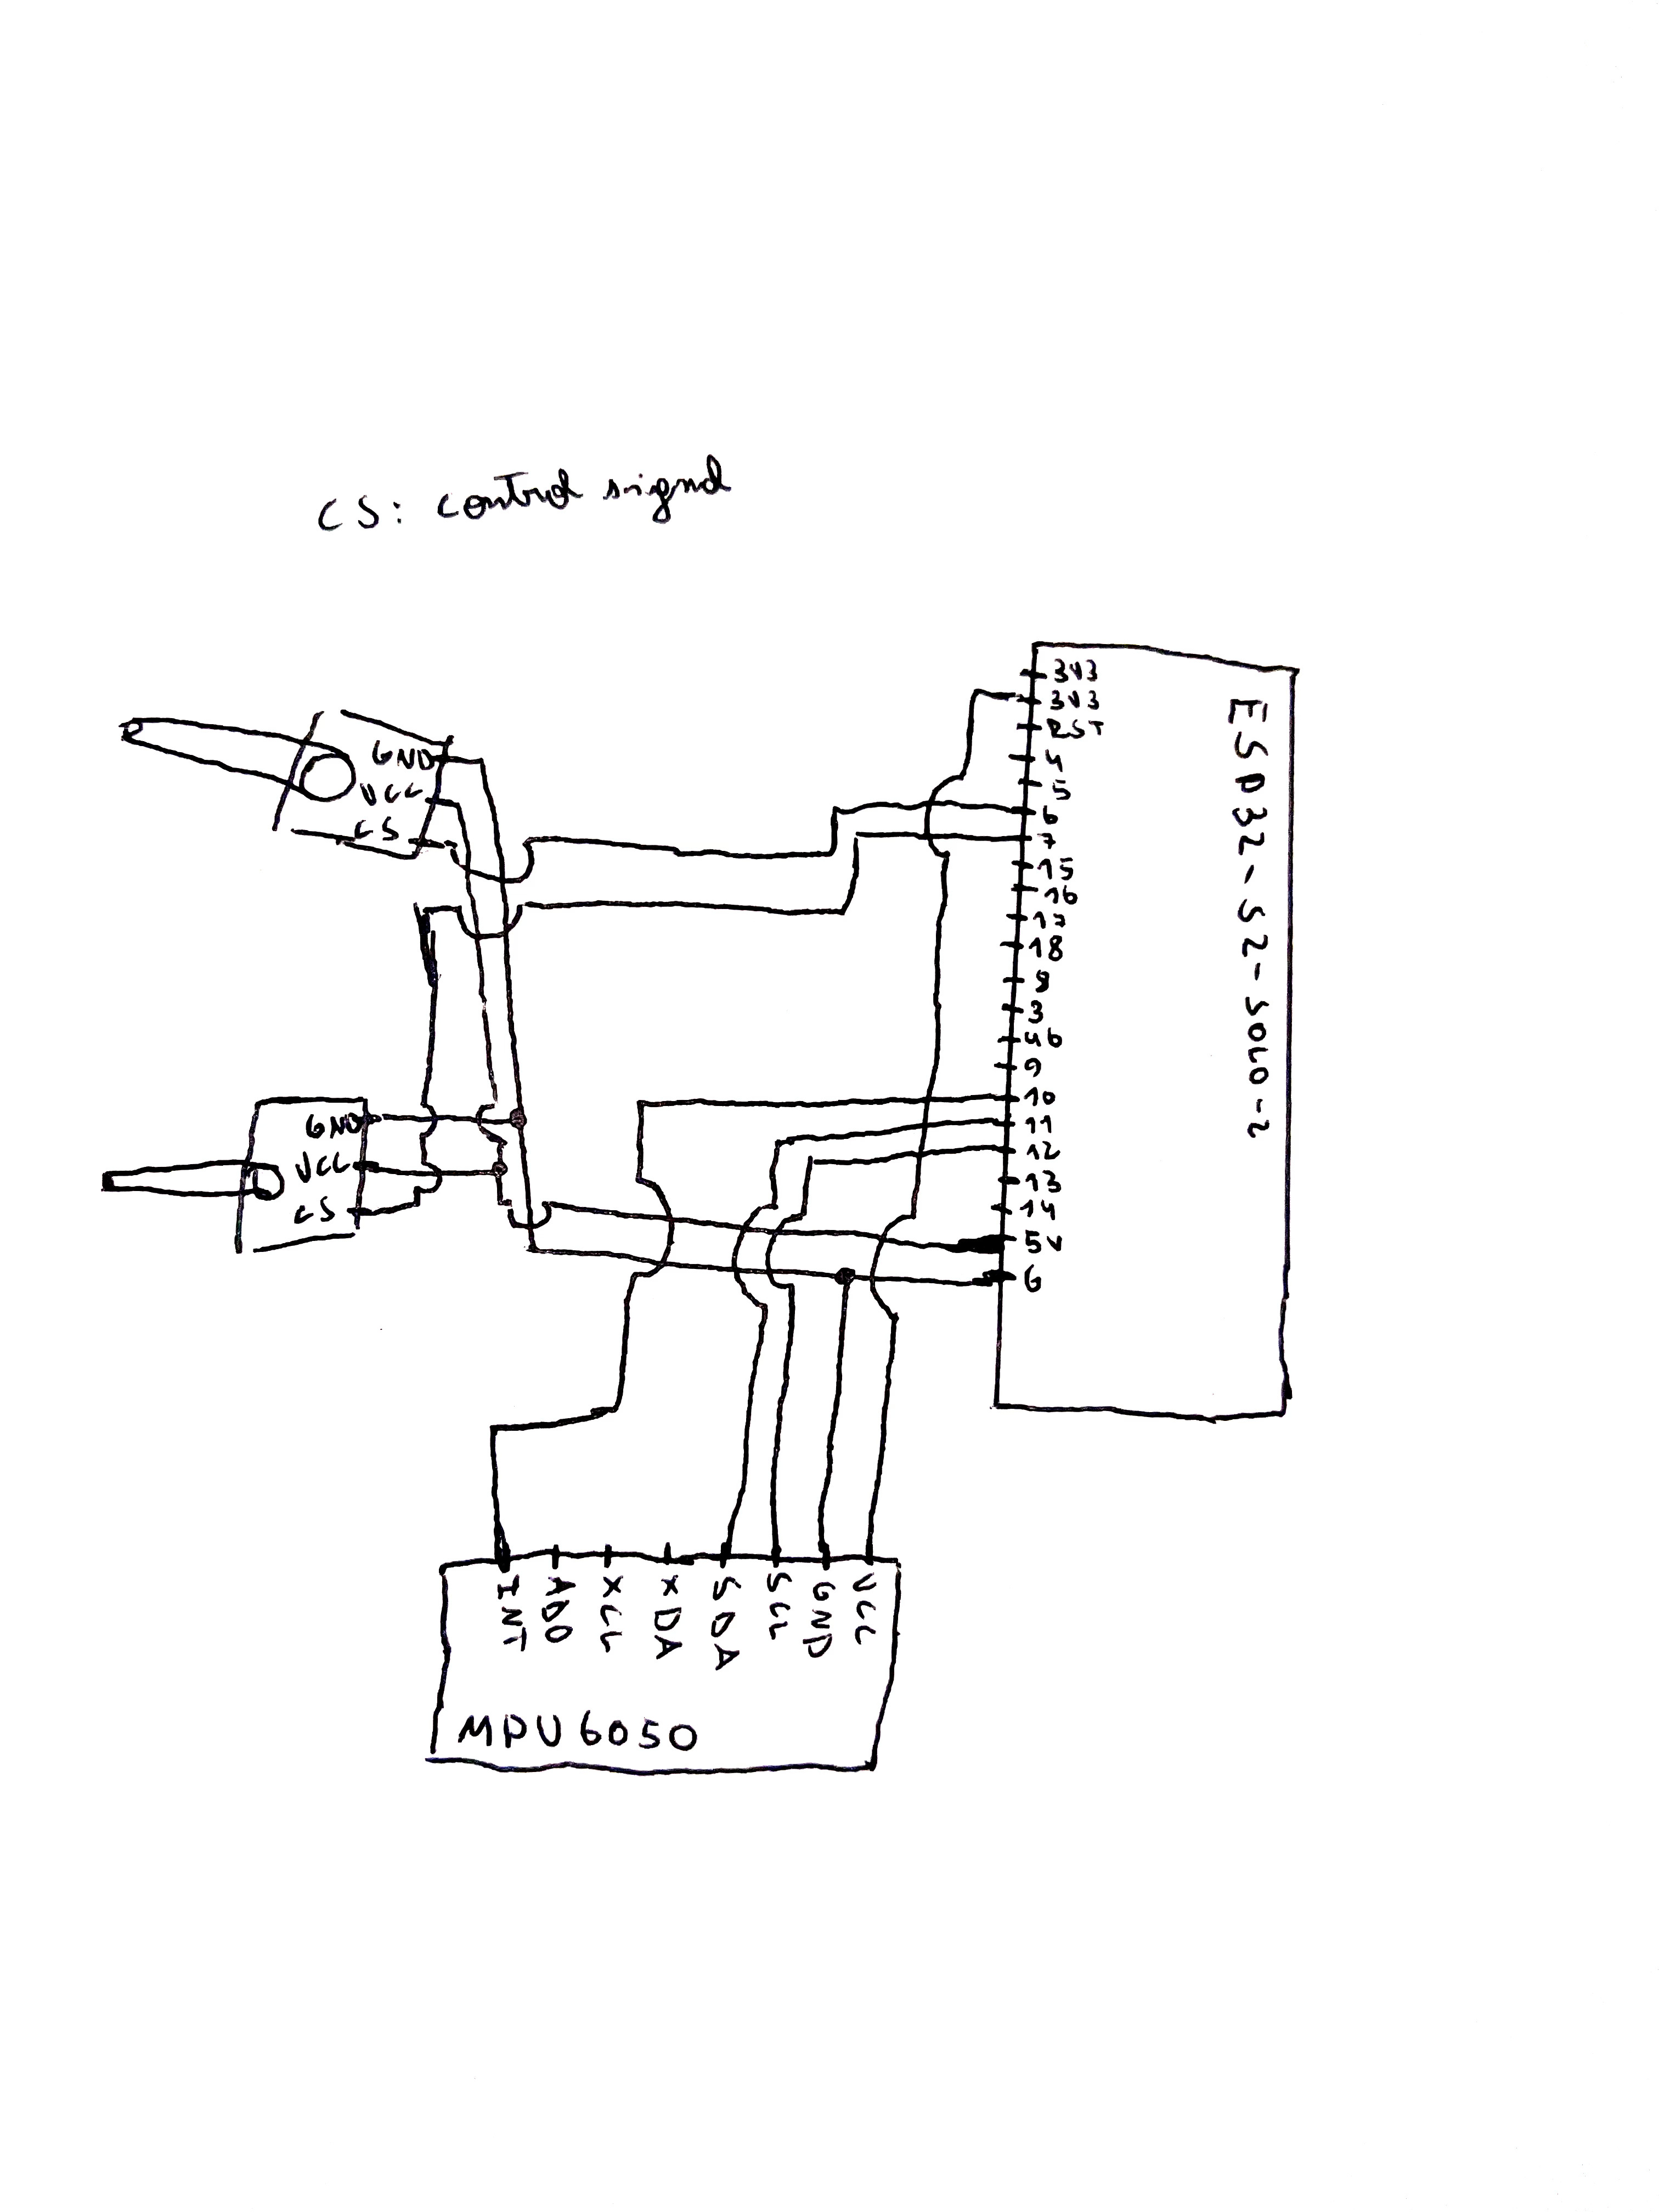 CS: control signal
GND
VCC
CS
GND
VCC
CS
3V3
3V3
RST
4
5
6
7
15
16
17
18
8
3
46
9
10
11
12
13
14
5V
G
ESP32-S2-SOLO-2
INT
ADO
XCL
XDA
SDA
SCL
GND
VCC
MPU6050